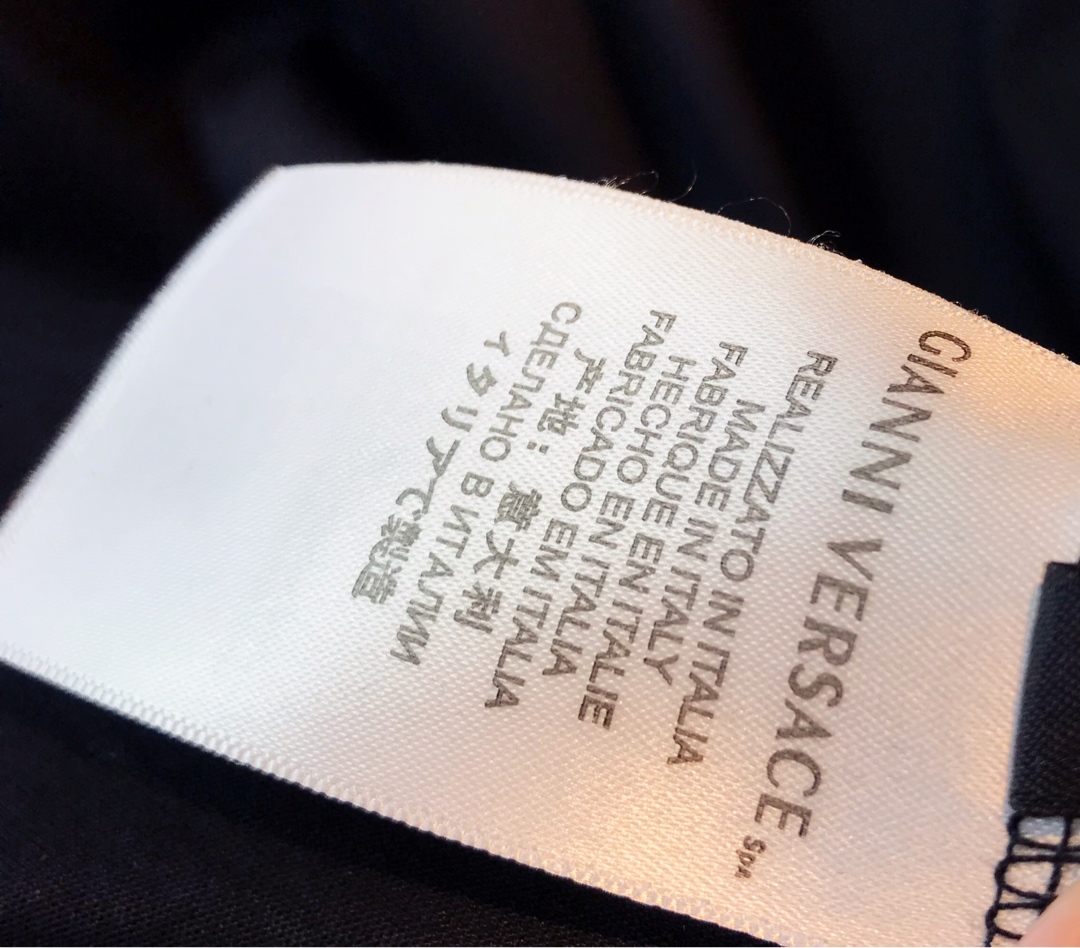 GIANNI VERSACE SpA
REALIZZATO IN ITALIA
MADE IN ITALY
FABRIQUE EN ITALIE
HECHO EN ITALIA
FABRICADO EM ITALIA
产地：意大利
СДЕЛАНО В ИТАЛИИ
イタリアで製造